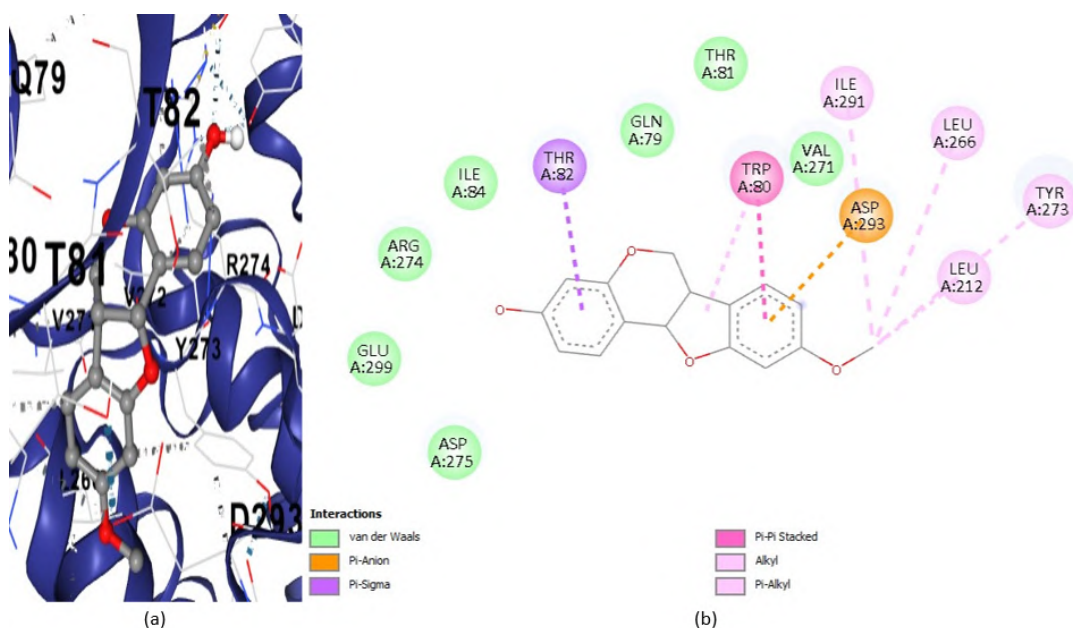 Q79
T82
80 T81
R274
Y273
D293
(a)
THR
A:81
ILE
A:291
GLN
A:79
LEU
A:266
THR
A:82
VAL
A:271
ILE
A:84
TRP
A:80
TYR
A:273
ASP
A:293
ARG
A:274
LEU
A:212
O
O
O
O
GLU
A:299
ASP
A:275
Interactions
van der Waals
Pi-Anion
Pi-Sigma
Pi-Pi Stacked
Alkyl
Pi-Alkyl
(b)